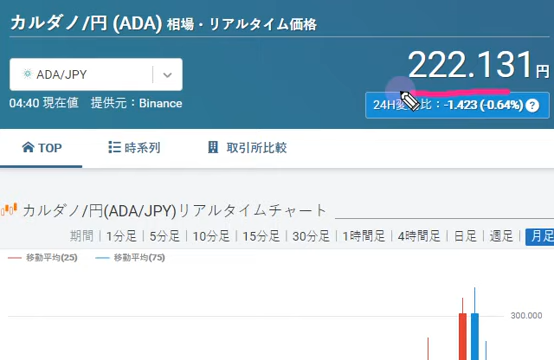 カルダノ/円 (ADA) 相場・リアルタイム価格
222.131 円
ADA/JPY
04:40 現在値 提供元：Binance
24H変 比：-1.423 (-0.64%) ?
TOP
時系列
取引所比較
カルダノ/円(ADA/JPY)リアルタイムチャート
期間 | 1分足 | 5分足 | 10分足 | 15分足 | 30分足 | 1時間足 | 4時間足 | 日足 | 週足 | 月足
移動平均(25) 移動平均(75)
300.000